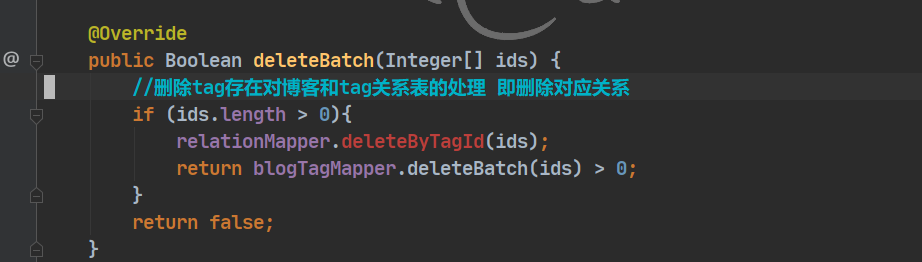 @Override
public Boolean deleteBatch(Integer[] ids) {
//删除tag存在对博客和tag关系表的处理 即删除对应关系
if (ids.length > 0){
relationMapper.deleteByTagId(ids);
return blogTagMapper.deleteBatch(ids) > 0;
}
return false;
}